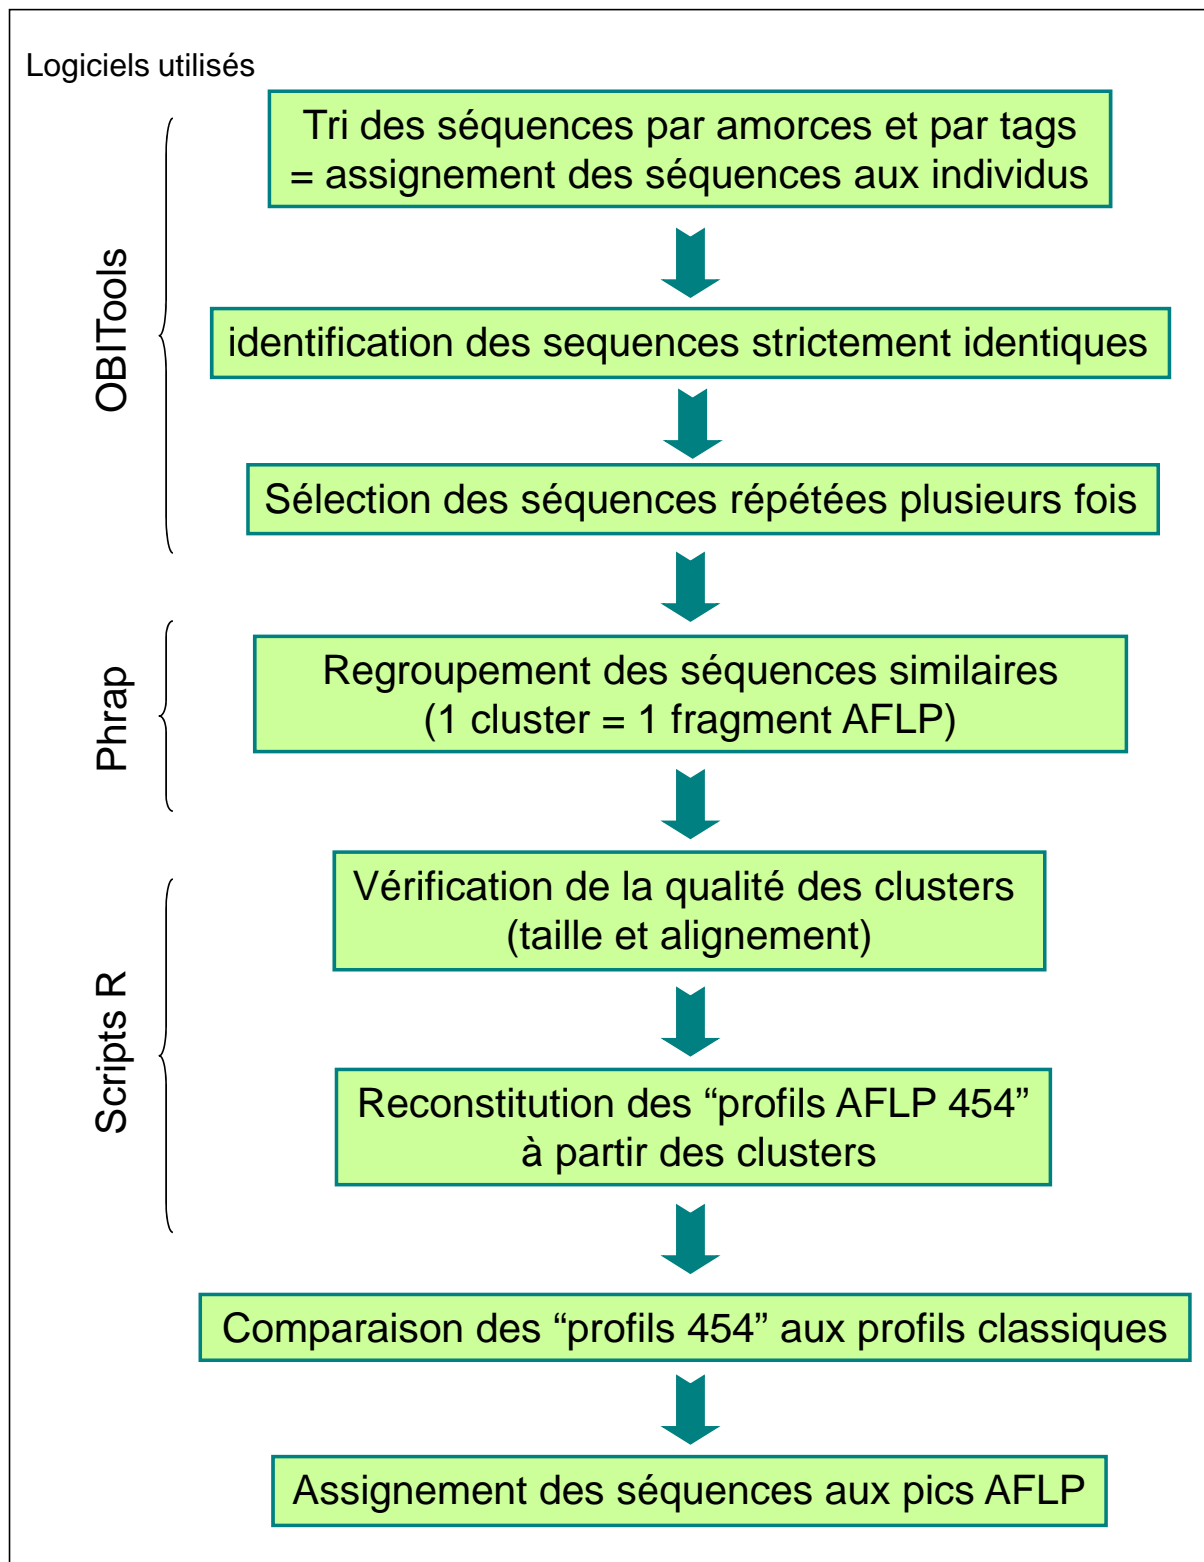 Logiciels utilisés
Tri des séquences par amorces et par tags
= assignement des séquences aux individus
OBITools
identification des sequences strictement identiques
Sélection des séquences répétées plusieurs fois
Phrap
Regroupement des séquences similaires
(1 cluster = 1 fragment AFLP)
Scripts R
Vérification de la qualité des clusters
(taille et alignement)
Reconstitution des “profils AFLP 454”
à partir des clusters
Comparaison des “profils 454” aux profils classiques
Assignement des séquences aux pics AFLP